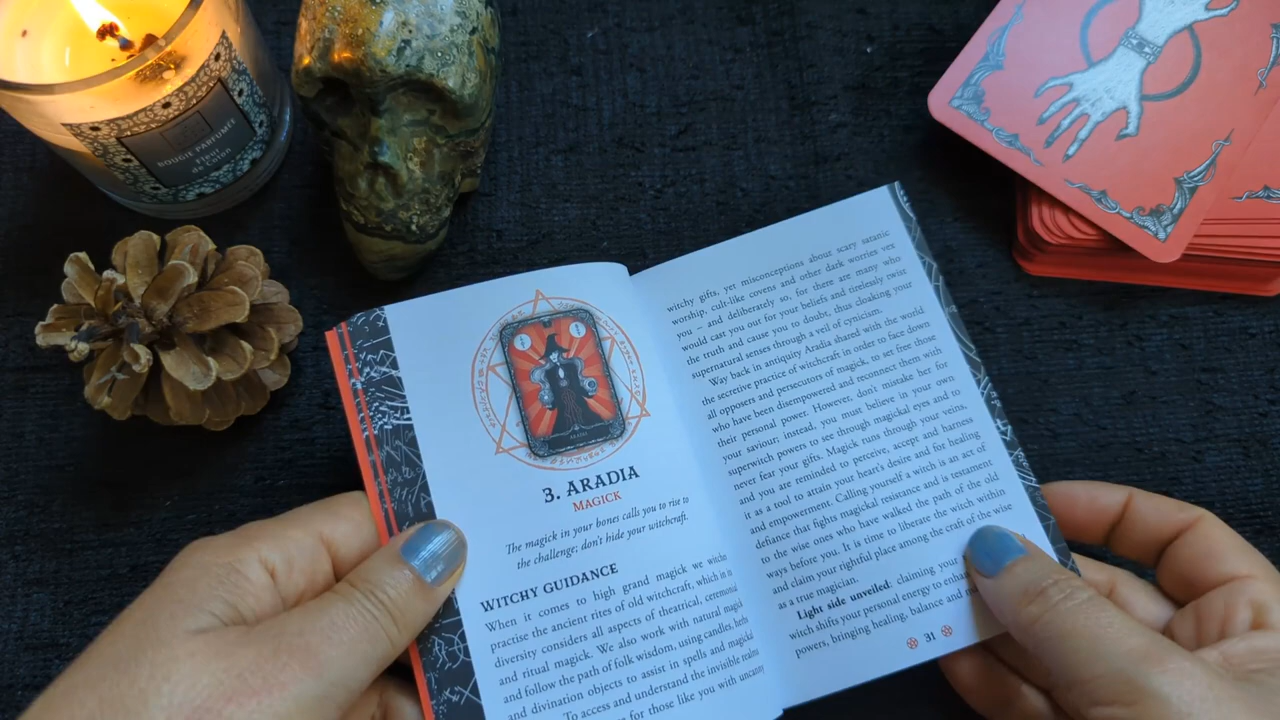 BOUGIE PARFUMÉE
Fleur
de Coton
ARADIA
3. ARADIA
MAGICK
The magick in your bones calls you to rise to
the challenge; don't hide your witchcraft.
WITCHY GUIDANCE
When it comes to high grand magick we witches
practise the ancient rites of old witchcraft, which in its
diversity considers all aspects of theatrical, ceremonial
and ritual magick. We also work with natural magick
and follow the path of folk wisdom, using candles, herbs
and divination objects to assist in spells and magickal
To access and understand the invisible realms
for those like you with uncanny
witchy gifts, yet misconceptions about scary satanic
worship, cult-like covens and other dark worries vex
you – and deliberately so, for there are many who
would cast you out for your beliefs and tirelessly twist
the truth and cause you to doubt, thus cloaking your
supernatural senses through a veil of cynicism.
Way back in antiquity Aradia shared with the world
the secretive practice of witchcraft in order to face down
all opposers and persecutors of magick, to set free those
who have been disempowered and reconnect them with
their personal power. However, don't mistake her for
your saviour; instead, you must believe in your own
superwitch powers to see through magickal eyes and to
never fear your gifts. Magick runs through your veins,
and you are reminded to perceive, accept and harness
it as a tool to attain your heart's desire and for healing
and empowerment. Calling yourself a witch is an act of
defiance that fights magickal resistance and is testament
to the wise ones who have walked the path of the old
ways before you. It is time to liberate the witch within
and claim your rightful place among the craft of the wise
as a true magician.
Light side unveiled: claiming your
witch shifts your personal energy to enhance
powers, bringing healing, balance and
31